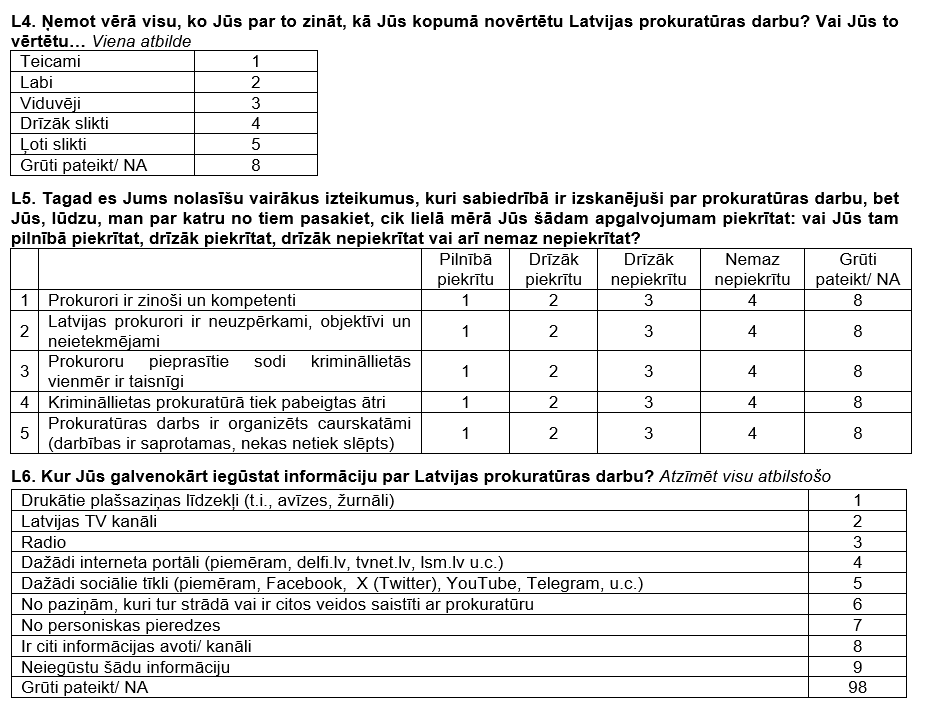 L4. Ņemot vērā visu, ko Jūs par to zināt, kā Jūs kopumā novērtētu Latvijas prokuratūras darbu? Vai Jūs to
vērtētu… Viena atbilde
Teicami 1
Labi 2
Viduvēji 3
Drīzāk slikti 4
Ļoti slikti 5
Grūti pateikt/ NA 8
L5. Tagad es Jums nolasīšu vairākus izteikumus, kuri sabiedrībā ir izskanējuši par prokuratūras darbu, bet
Jūs, lūdzu, man par katru no tiem pasakiet, cik lielā mērā Jūs šādam apgalvojumam piekrītat: vai Jūs tam
pilnībā piekrītat, drīzāk piekrītat, drīzāk nepiekrītat vai arī nemaz nepiekrītat?
Pilnībā Drīzāk Drīzāk Nemaz Grūti
piekrītu piekrītu nepiekrītu nepiekrītu pateikt/ NA
1 Prokurori ir zinoši un kompetenti 1 2 3 4 8
2 Latvijas prokurori ir neuzpērkami, objektīvi un
neietekmējami 1 2 3 4 8
3 Prokuroru pieprasītie sodi krimināllietās
vienmēr ir taisnīgi 1 2 3 4 8
4 Krimināllietas prokuratūrā tiek pabeigtas ātri 1 2 3 4 8
5 Prokuratūras darbs ir organizēts caurskatāmi
(darbības ir saprotamas, nekas netiek slēpts) 1 2 3 4 8
L6. Kur Jūs galvenokārt iegūstat informāciju par Latvijas prokuratūras darbu? Atzīmēt visu atbilstošo
Drukātie plašsaziņas līdzekļi (t.i., avīzes, žurnāli) 1
Latvijas TV kanāli 2
Radio 3
Dažādi interneta portāli (piemēram, delfi.lv, tvnet.lv, lsm.lv u.c.) 4
Dažādi sociālie tīkli (piemēram, Facebook, X (Twitter), YouTube, Telegram, u.c.) 5
No paziņām, kuri tur strādā vai ir citos veidos saistīti ar prokuratūru 6
No personiskas pieredzes 7
Ir citi informācijas avoti/ kanāli 8
Neiegūstu šādu informāciju 9
Grūti pateikt/ NA 98